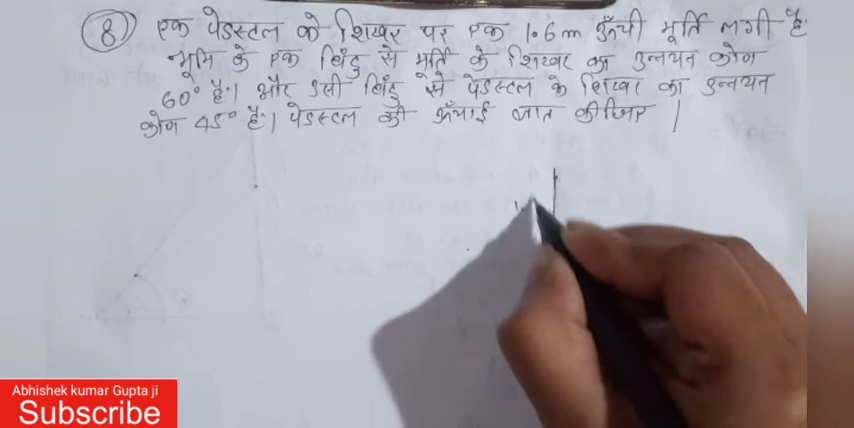 (8) एक पेडस्टल के शिखर पर एक 1.6m ऊँची मूर्ति लगी है
भूमि के एक बिंदु से मूर्ति के शिखर का उन्नयन कोण
60° है। और उसी बिंदु से पेडस्टल के शिखर का उन्नयन
कोण 45° है। पेडस्टल की ऊँचाई ज्ञात कीजिए।
Abhishek kumar Gupta ji
Subscribe